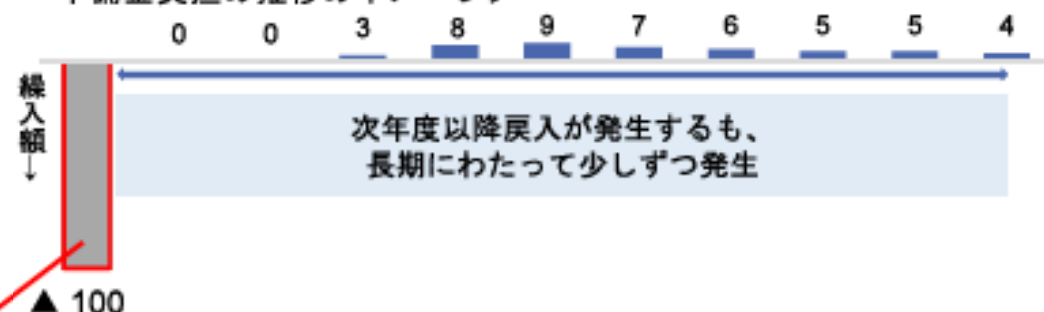 0 0 3 8 9 7 6 5 5 4
繰入額→
次年度以降戻入が発生するも、
長期にわたって少しずつ発生
▲ 100